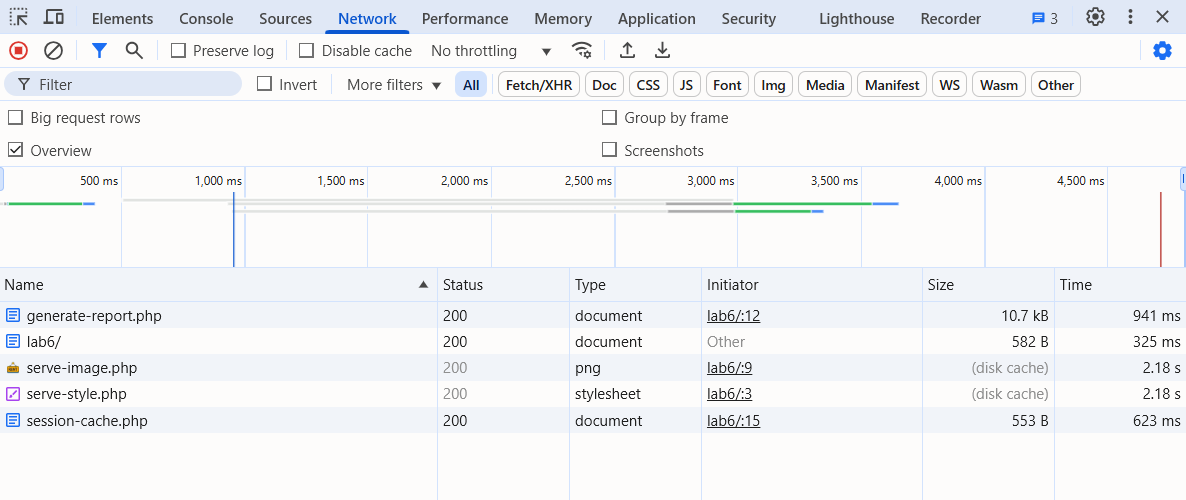 Elements Console Sources Network Performance Memory Application Security Lighthouse Recorder 3
Preserve log Disable cache No throttling
Filter Invert More filters All Fetch/XHR Doc CSS JS Font Img Media Manifest WS Wasm Other
Big request rows Group by frame
Overview Screenshots
500 ms 1,000 ms 1,500 ms 2,000 ms 2,500 ms 3,000 ms 3,500 ms 4,000 ms 4,500 ms
Name Status Type Initiator Size Time
generate-report.php 200 document lab6/:12 10.7 kB 941 ms
lab6/ 200 document Other 582 B 325 ms
serve-image.php 200 png lab6/:9 (disk cache) 2.18 s
serve-style.php 200 stylesheet lab6/:3 (disk cache) 2.18 s
session-cache.php 200 document lab6/:15 553 B 623 ms